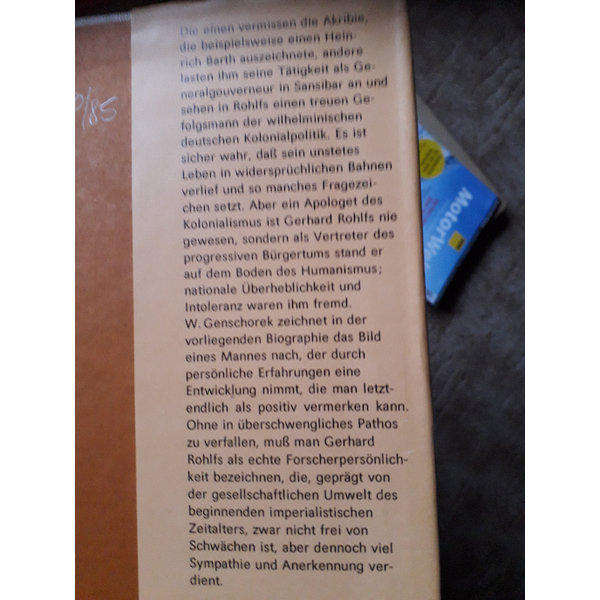 Die einen vermissen die Akribie,
die beispielsweise einen Hein-
rich Barth auszeichnete, andere
lasten ihm seine Tätigkeit als Ge-
neralgouverneur in Sansibar an und
sehen in Rohlfs einen treuen Ge-
folgsmann der wilhelminischen
deutschen Kolonialpolitik. Es ist
sicher wahr, daß sein unstetes
Leben in widersprüchlichen Bahnen
verlief und so manches Fragezei-
chen setzt. Aber ein Apologet des
Kolonialismus ist Gerhard Rohlfs nie
gewesen, sondern als Vertreter des
progressiven Bürgertums stand er
auf dem Boden des Humanismus;
nationale Überheblichkeit und
Intoleranz waren ihm fremd.
W. Genschorek zeichnet in der
vorliegenden Biographie das Bild
eines Mannes nach, der durch
persönliche Erfahrungen eine
Entwicklung nimmt, die man letzt-
endlich als positiv vermerken kann.
Ohne in überschwengliches Pathos
zu verfallen, muß man Gerhard
Rohlfs als echte Forscherpersönlich-
keit bezeichnen, die, geprägt von
der gesellschaftlichen Umwelt des
beginnenden imperialistischen
Zeitalters, zwar nicht frei von
Schwächen ist, aber dennoch viel
Sympathie und Anerkennung ver-
dient.
/85
MotorW